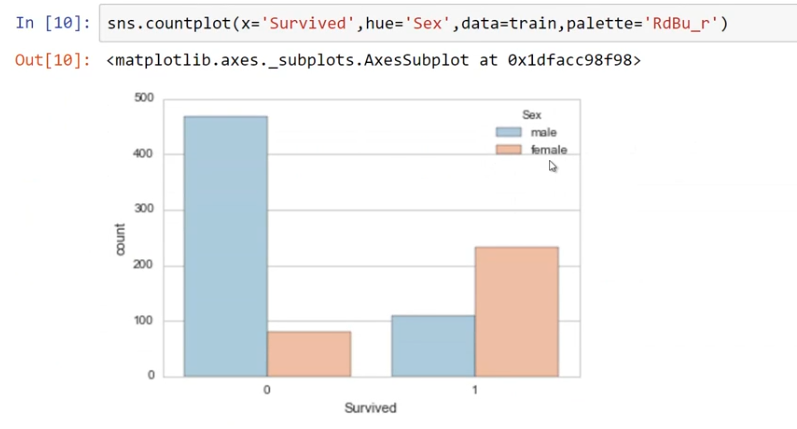 In [10]: sns.countplot(x='Survived',hue='Sex',data=train,palette='RdBu_r')
Out[10]: <matplotlib.axes._subplots.AxesSubplot at 0x1dfacc98f98>
500
400
300
200
100
0
count
Sex
male
female
0 1
Survived